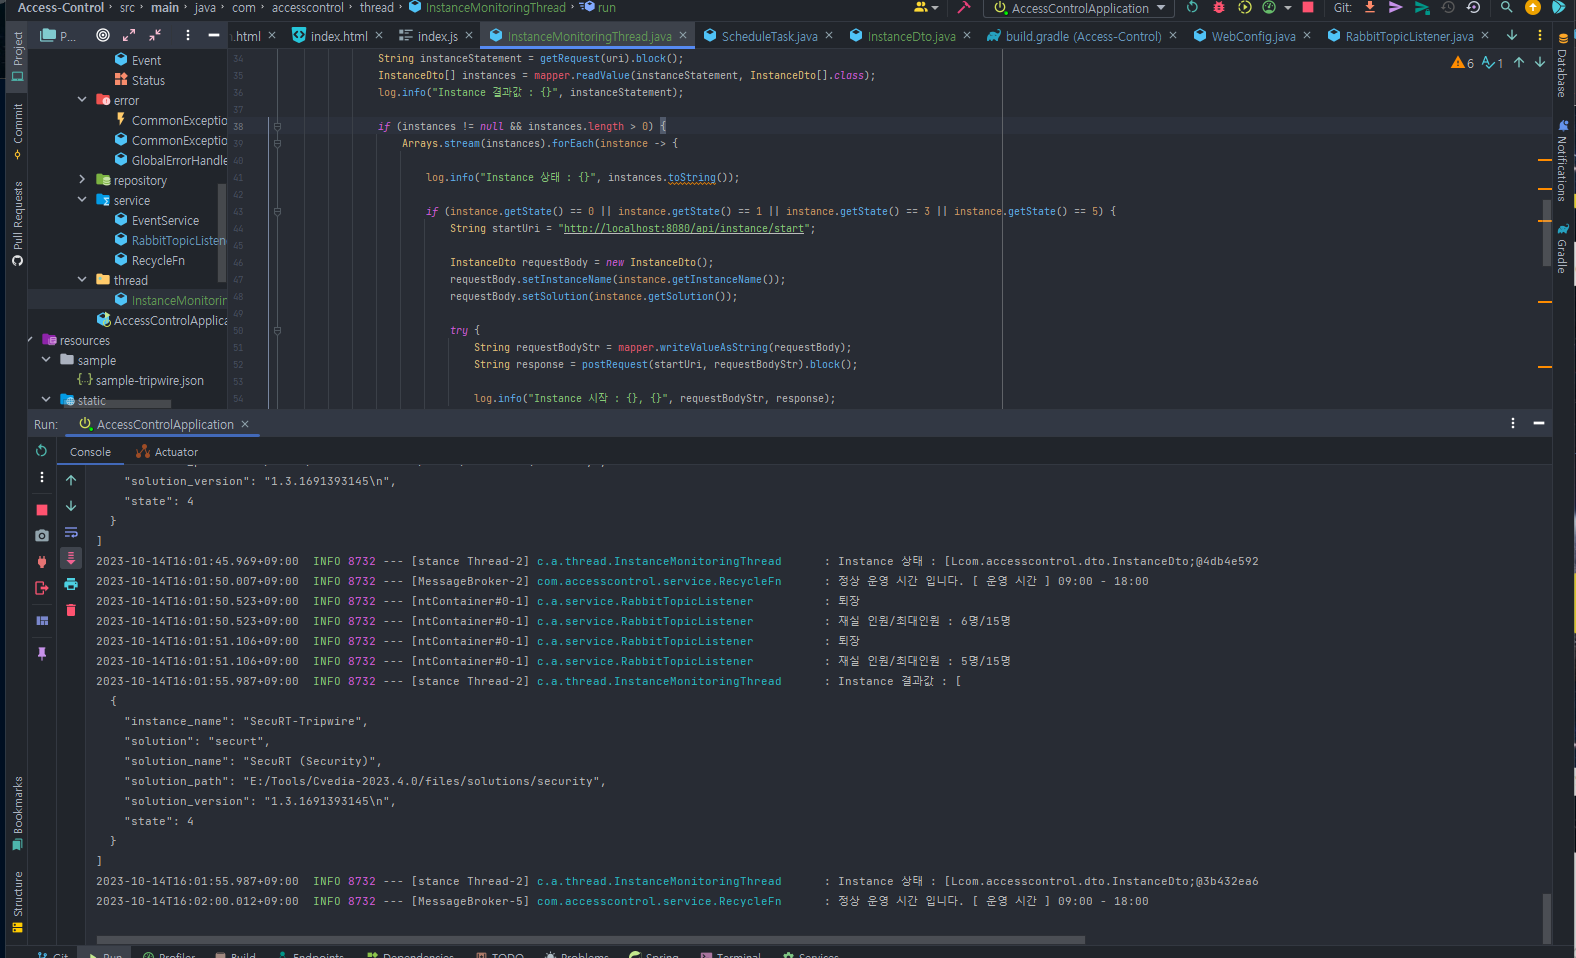 Access-Control › src › main › java › com › accesscontrol › thread › InstanceMonitoringThread › run
AccessControlApplication
Git:
P...
.html
index.html
index.js
InstanceMonitoringThread.java
ScheduleTask.java
InstanceDto.java
build.gradle (Access-Control)
WebConfig.java
RabbitTopicListener.java
Project
Commit
Pull Requests
Bookmarks
Structure
Database
Notifications
Gradle
Event
Status
error
CommonExceptio
CommonExceptio
GlobalErrorHandle
repository
service
EventService
RabbitTopicListen
RecycleFn
thread
InstanceMonitorin
AccessControlApplica
resources
sample
sample-tripwire.json
static
6 1
34 String instanceStatement = getRequest(uri).block();
35 InstanceDto[] instances = mapper.readValue(instanceStatement, InstanceDto[].class);
36 log.info("Instance 결과값 : {}", instanceStatement);
37
38 if (instances != null && instances.length > 0) {
39 Arrays.stream(instances).forEach(instance -> {
40
41 log.info("Instance 상태 : {}", instances.toString());
42
43 if (instance.getState() == 0 || instance.getState() == 1 || instance.getState() == 3 || instance.getState() == 5) {
44 String startUri = "http://localhost:8080/api/instance/start";
45
46 InstanceDto requestBody = new InstanceDto();
47 requestBody.setInstanceName(instance.getInstanceName());
48 requestBody.setSolution(instance.getSolution());
49
50 try {
51 String requestBodyStr = mapper.writeValueAsString(requestBody);
52 String response = postRequest(startUri, requestBodyStr).block();
53
54 log.info("Instance 시작 : {}, {}", requestBodyStr, response);
Run: AccessControlApplication
Console
Actuator
"solution_version": "1.3.1691393145\n",
"state": 4
}
]
2023-10-14T16:01:45.969+09:00 INFO 8732 --- [stance Thread-2] c.a.thread.InstanceMonitoringThread : Instance 상태 : [Lcom.accesscontrol.dto.InstanceDto;@4db4e592
2023-10-14T16:01:50.007+09:00 INFO 8732 --- [MessageBroker-2] com.accesscontrol.service.RecycleFn : 정상 운영 시간 입니다. [ 운영 시간 ] 09:00 - 18:00
2023-10-14T16:01:50.523+09:00 INFO 8732 --- [ntContainer#0-1] c.a.service.RabbitTopicListener : 퇴장
2023-10-14T16:01:50.523+09:00 INFO 8732 --- [ntContainer#0-1] c.a.service.RabbitTopicListener : 재실 인원/최대인원 : 6명/15명
2023-10-14T16:01:51.106+09:00 INFO 8732 --- [ntContainer#0-1] c.a.service.RabbitTopicListener : 퇴장
2023-10-14T16:01:51.106+09:00 INFO 8732 --- [ntContainer#0-1] c.a.service.RabbitTopicListener : 재실 인원/최대인원 : 5명/15명
2023-10-14T16:01:55.987+09:00 INFO 8732 --- [stance Thread-2] c.a.thread.InstanceMonitoringThread : Instance 결과값 : [
{
"instance_name": "SecuRT-Tripwire",
"solution": "securt",
"solution_name": "SecuRT (Security)",
"solution_path": "E:/Tools/Cvedia-2023.4.0/files/solutions/security",
"solution_version": "1.3.1691393145\n",
"state": 4
}
]
2023-10-14T16:01:55.987+09:00 INFO 8732 --- [stance Thread-2] c.a.thread.InstanceMonitoringThread : Instance 상태 : [Lcom.accesscontrol.dto.InstanceDto;@3b432ea6
2023-10-14T16:02:00.012+09:00 INFO 8732 --- [MessageBroker-5] com.accesscontrol.service.RecycleFn : 정상 운영 시간 입니다. [ 운영 시간 ] 09:00 - 18:00
Git Run Profiler Build Endpoints Dependencies TODO Problems Spring Terminal Services